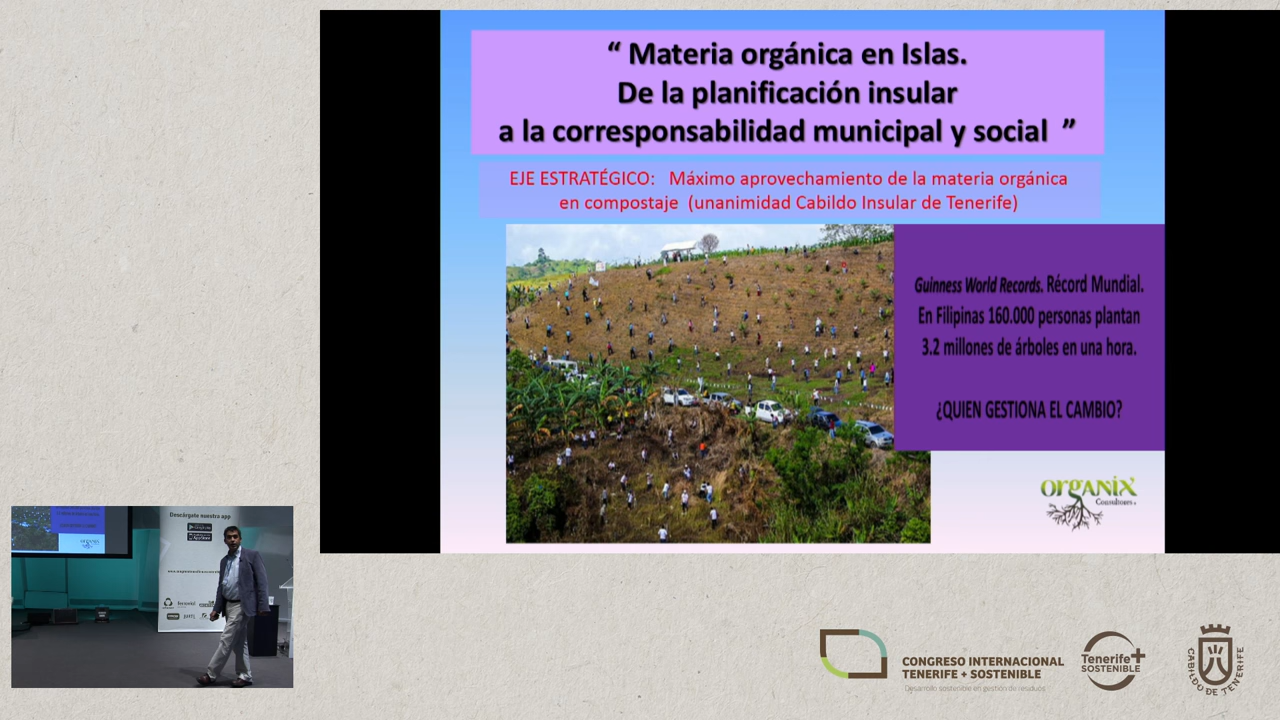 “ Materia orgánica en Islas.
De la planificación insular
a la corresponsabilidad municipal y social ”
EJE ESTRATÉGICO: Máximo aprovechamiento de la materia orgánica
en compostaje (unanimidad Cabildo Insular de Tenerife)
Guinness World Records. Récord Mundial.
En Filipinas 160.000 personas plantan
3.2 millones de árboles en una hora.
¿QUIEN GESTIONA EL CAMBIO?
organix
Consultores
Descárgate nuestra app
CONGRESO INTERNACIONAL
TENERIFE + SOSTENIBLE
Desarrollo sostenible en gestión de residuos
Tenerife+
SOSTENIBLE
CABILDO DE TENERIFE